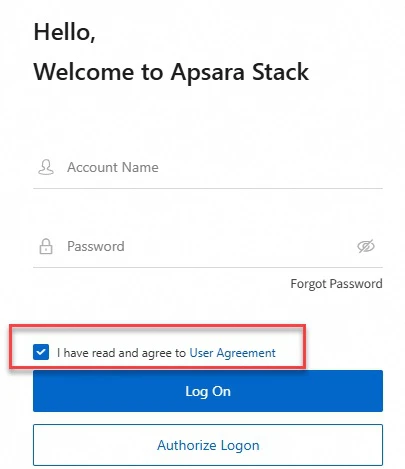 Hello,
Welcome to Apsara Stack
Account Name
Password
Forgot Password
I have read and agree to User Agreement
Log On
Authorize Logon